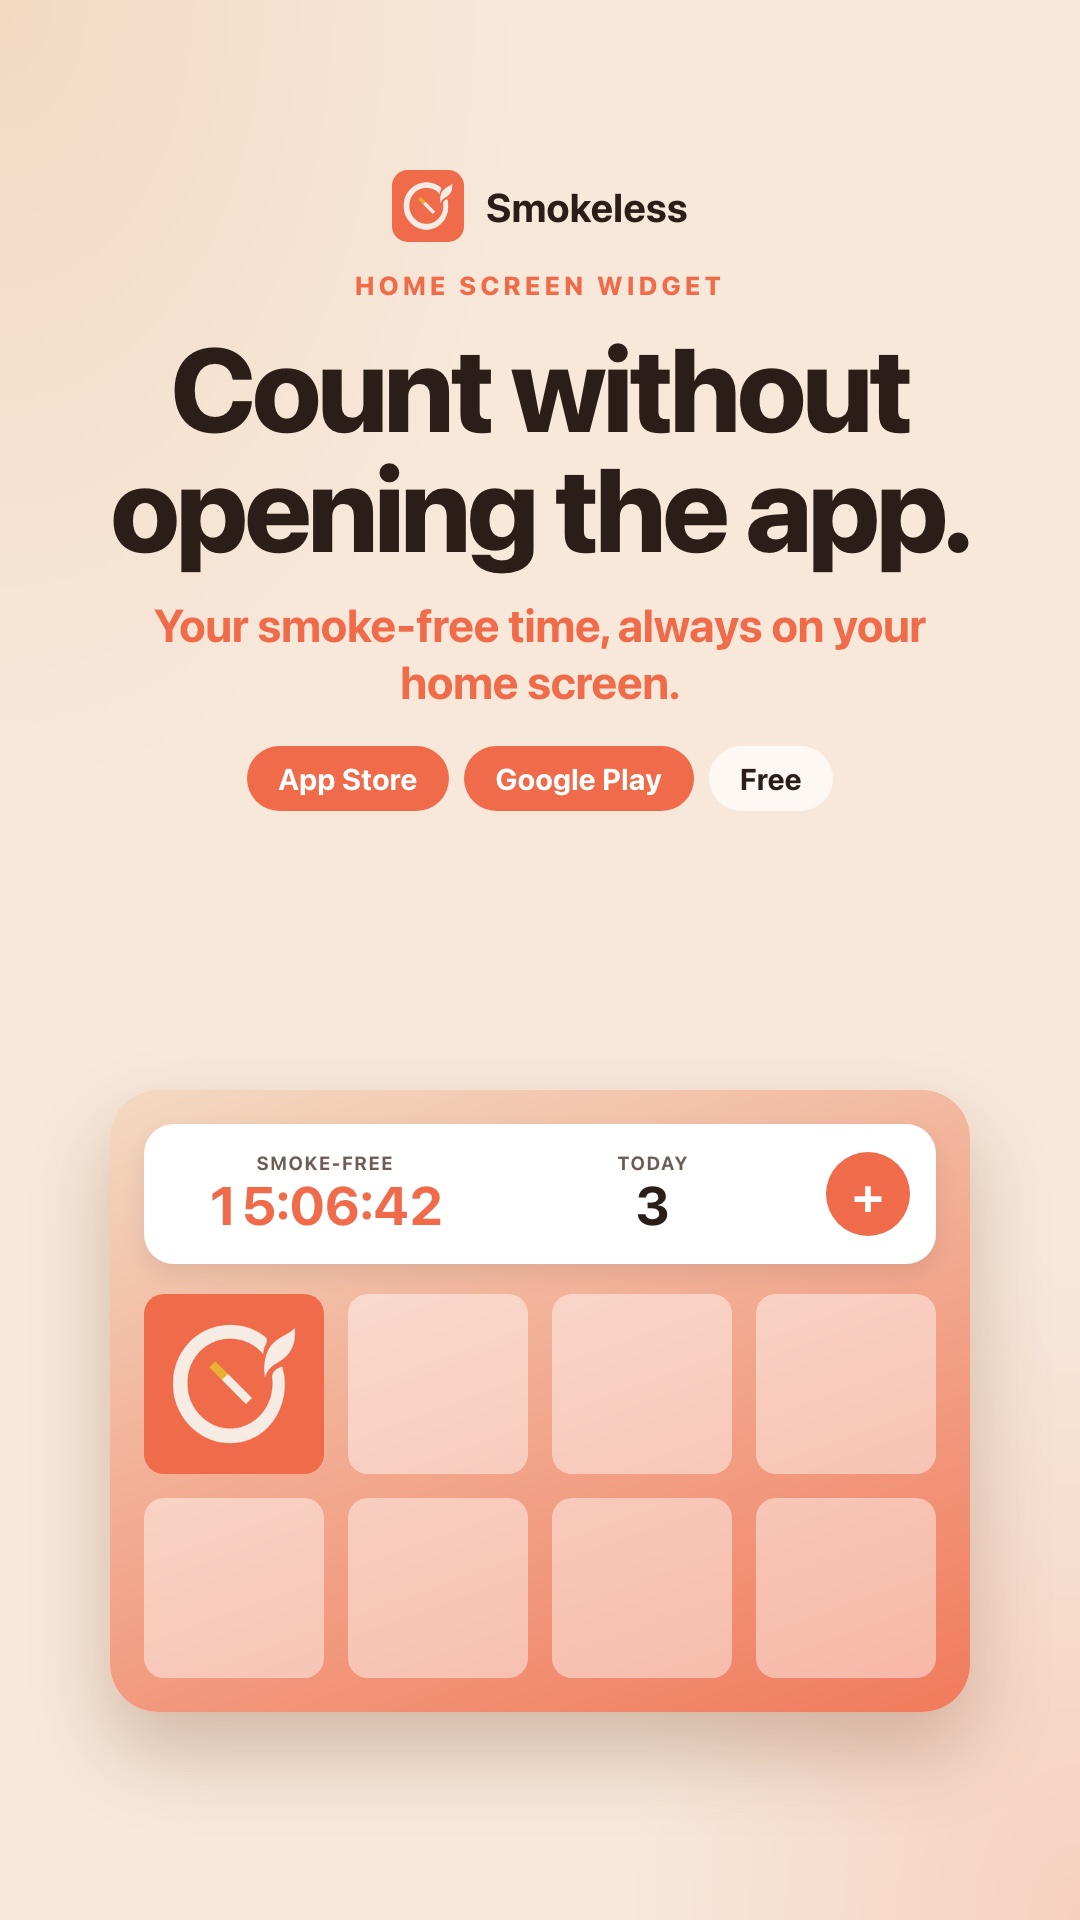 Smokeless
HOME SCREEN WIDGET
Count without
opening the app.
Your smoke-free time, always on your
home screen.
App Store
Google Play
Free
SMOKE-FREE
15:06:42
TODAY
3
+